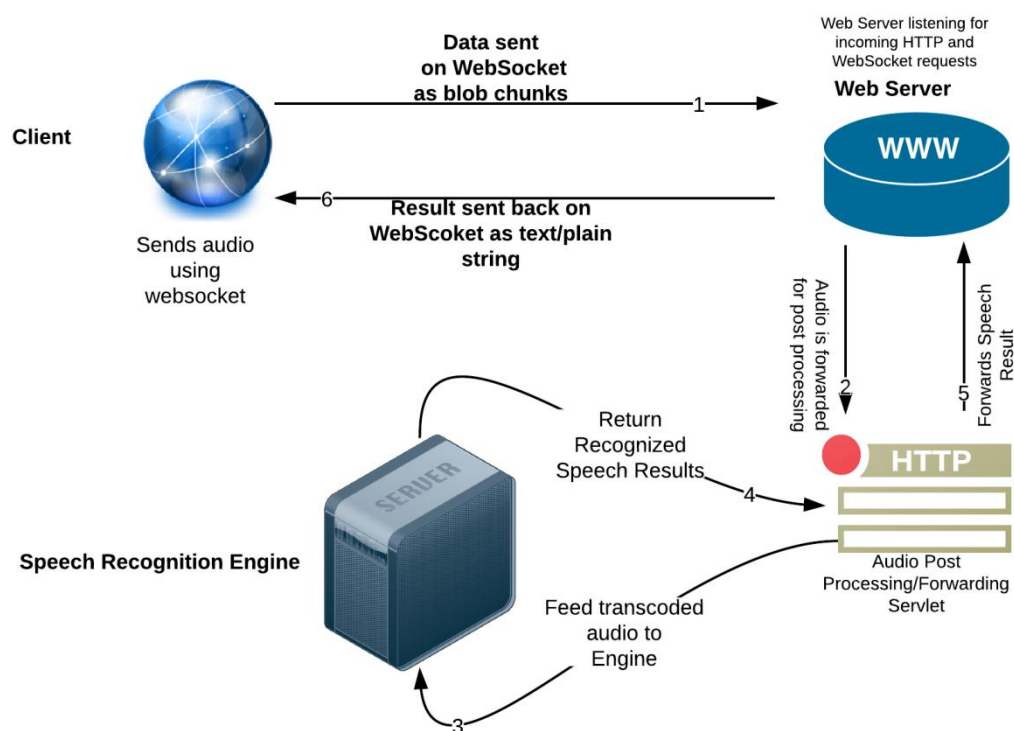 Data sent
on WebSocket
as blob chunks
1
Web Server listening for
incoming HTTP and
WebSocket requests
Web Server
Client
WWW
6
Result sent back on
WebScoket as text/plain
string
Sends audio
using
websocket
Audio is forwarded
for post processing
2
5
Forwards Speech
Result
Return
Recognized
Speech Results
4
HTTP
SERVER
Speech Recognition Engine
Audio Post
Processing/Forwarding
Servlet
Feed transcoded
audio to
Engine
3